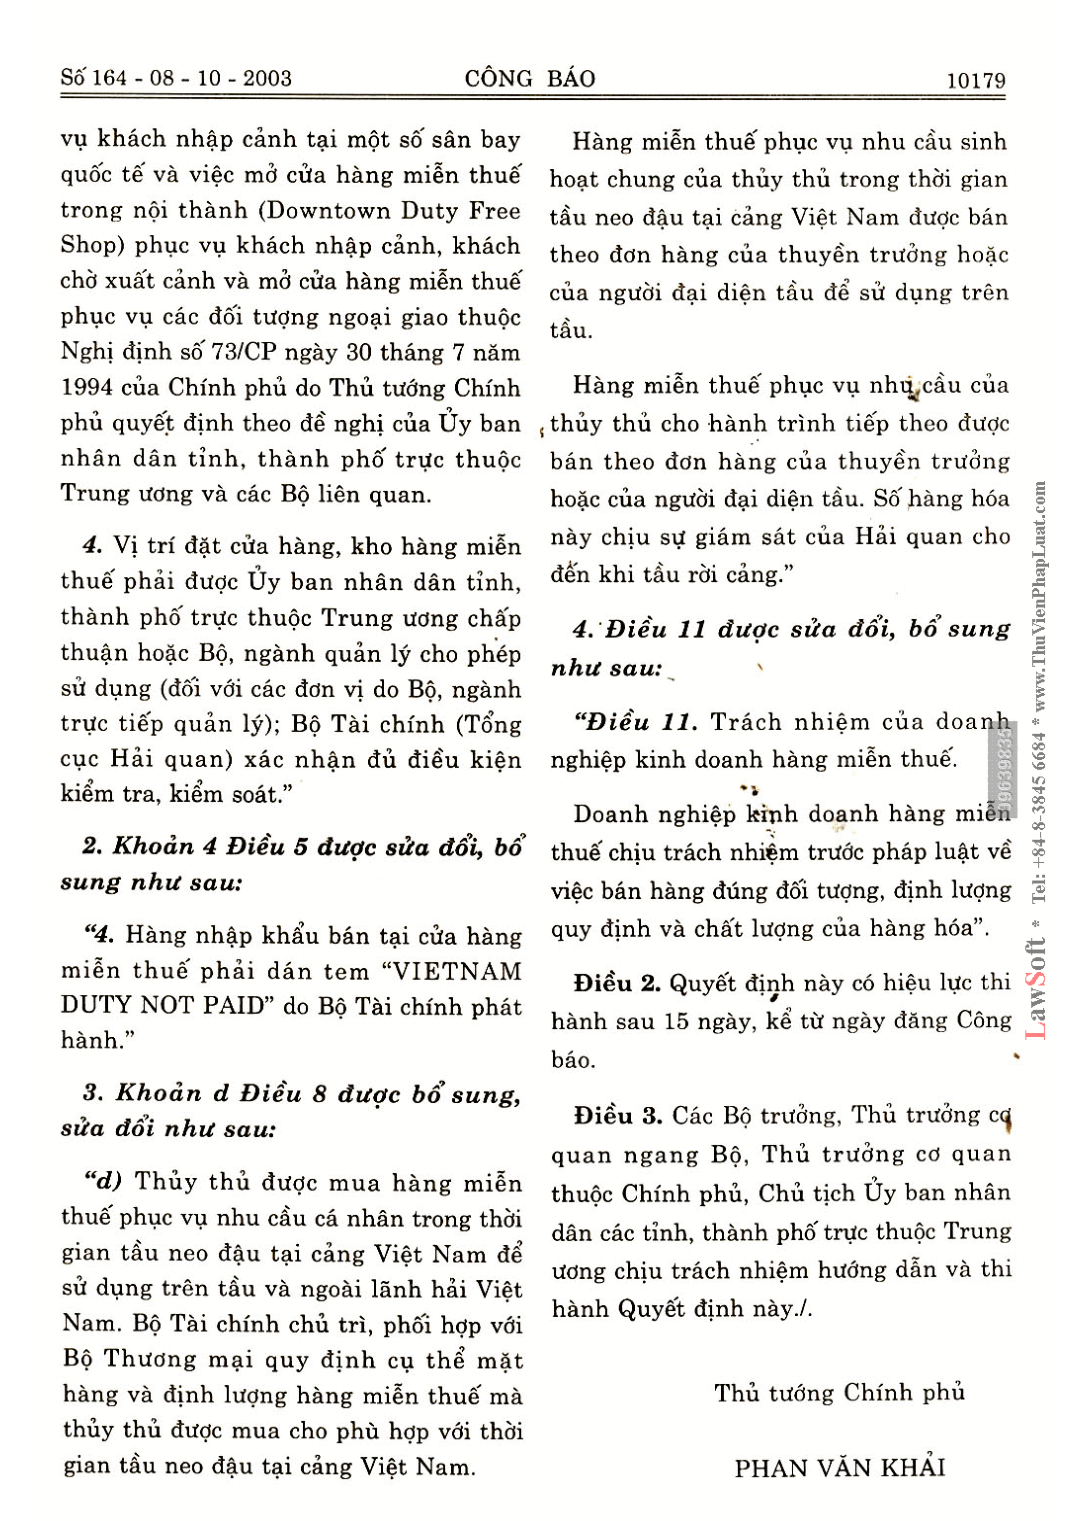 Số 164 - 08 - 10 - 2003
CÔNG BÁO
10179
vụ khách nhập cảnh tại một số sân bay
quốc tế và việc mở cửa hàng miễn thuế
trong nội thành (Downtown Duty Free
Shop) phục vụ khách nhập cảnh, khách
chờ xuất cảnh và mở cửa hàng miễn thuế
phục vụ các đối tượng ngoại giao thuộc
Nghị định số 73/CP ngày 30 tháng 7 năm
1994 của Chính phủ do Thủ tướng Chính
phủ quyết định theo đề nghị của Ủy ban
nhân dân tỉnh, thành phố trực thuộc
Trung ương và các Bộ liên quan.
4. Vị trí đặt cửa hàng, kho hàng miễn
thuế phải được Ủy ban nhân dân tỉnh,
thành phố trực thuộc Trung ương chấp
thuận hoặc Bộ, ngành quản lý cho phép
sử dụng (đối với các đơn vị do Bộ, ngành
trực tiếp quản lý); Bộ Tài chính (Tổng
cục Hải quan) xác nhận đủ điều kiện
kiểm tra, kiểm soát.”
2. Khoản 4 Điều 5 được sửa đổi, bổ
sung như sau:
“4. Hàng nhập khẩu bán tại cửa hàng
miễn thuế phải dán tem “VIETNAM
DUTY NOT PAID” do Bộ Tài chính phát
hành.”
3. Khoản d Điều 8 được bổ sung,
sửa đổi như sau:
“d) Thủy thủ được mua hàng miễn
thuế phục vụ nhu cầu cá nhân trong thời
gian tầu neo đậu tại cảng Việt Nam để
sử dụng trên tầu và ngoài lãnh hải Việt
Nam. Bộ Tài chính chủ trì, phối hợp với
Bộ Thương mại quy định cụ thể mặt
hàng và định lượng hàng miễn thuế mà
thủy thủ được mua cho phù hợp với thời
gian tầu neo đậu tại cảng Việt Nam.
Hàng miễn thuế phục vụ nhu cầu sinh
hoạt chung của thủy thủ trong thời gian
tầu neo đậu tại cảng Việt Nam được bán
theo đơn hàng của thuyền trưởng hoặc
của người đại diện tầu để sử dụng trên
tầu.
Hàng miễn thuế phục vụ nhu cầu của
thủy thủ cho hành trình tiếp theo được
bán theo đơn hàng của thuyền trưởng
hoặc của người đại diện tầu. Số hàng hóa
này chịu sự giám sát của Hải quan cho
đến khi tầu rời cảng.”
4. Điều 11 được sửa đổi, bổ sung
như sau:
“Điều 11. Trách nhiệm của doanh
nghiệp kinh doanh hàng miễn thuế.
Doanh nghiệp kinh doanh hàng miễn
thuế chịu trách nhiệm trước pháp luật về
việc bán hàng đúng đối tượng, định lượng
quy định và chất lượng của hàng hóa”.
Điều 2. Quyết định này có hiệu lực thi
hành sau 15 ngày, kể từ ngày đăng Công
báo.
Điều 3. Các Bộ trưởng, Thủ trưởng cơ
quan ngang Bộ, Thủ trưởng cơ quan
thuộc Chính phủ, Chủ tịch Ủy ban nhân
dân các tỉnh, thành phố trực thuộc Trung
ương chịu trách nhiệm hướng dẫn và thi
hành Quyết định này./.
Thủ tướng Chính phủ
PHAN VĂN KHẢI
09639835
LawSoft * Tel: +84-8-3845 6684 * www.ThuVienPhapLuat.com